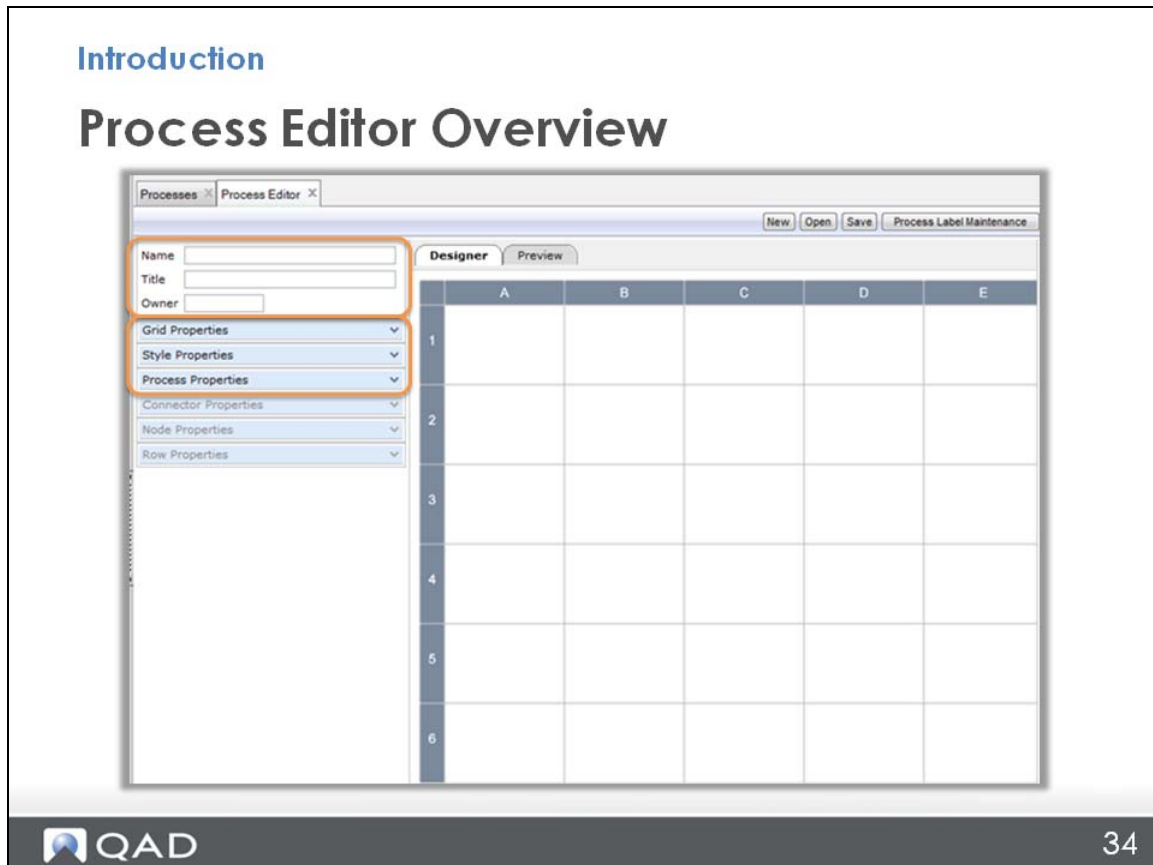 Introduction
Process Editor Overview
Processes X Process Editor X
New Open Save Process Label Maintenance
Name
Title
Owner
Grid Properties
Style Properties
Process Properties
Connector Properties
Node Properties
Row Properties
Designer Preview
A B C D E
1
2
3
4
5
6
QAD
34